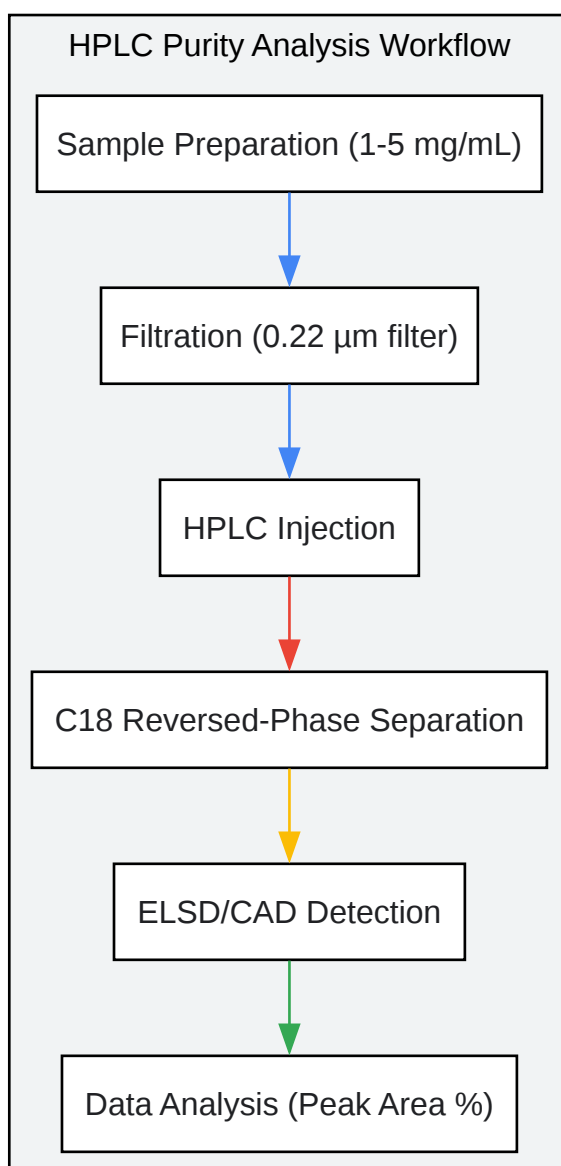 HPLC Purity Analysis Workflow
Sample Preparation (1-5 mg/mL)
Filtration (0.22 µm filter)
HPLC Injection
C18 Reversed-Phase Separation
ELSD/CAD Detection
Data Analysis (Peak Area %)